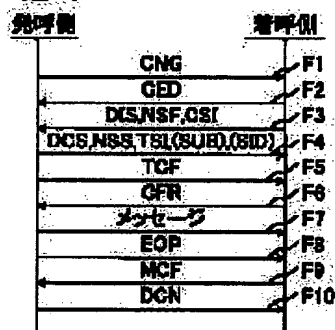 発呼側 着呼側
CNG F1
CED F2
DIS,NSF,CSI F3
DCS,NSS,TSI,(SUB),(SID) F4
TCF F5
CFR F6
メッセージ F7
EOP F8
MCF F9
DCN F10